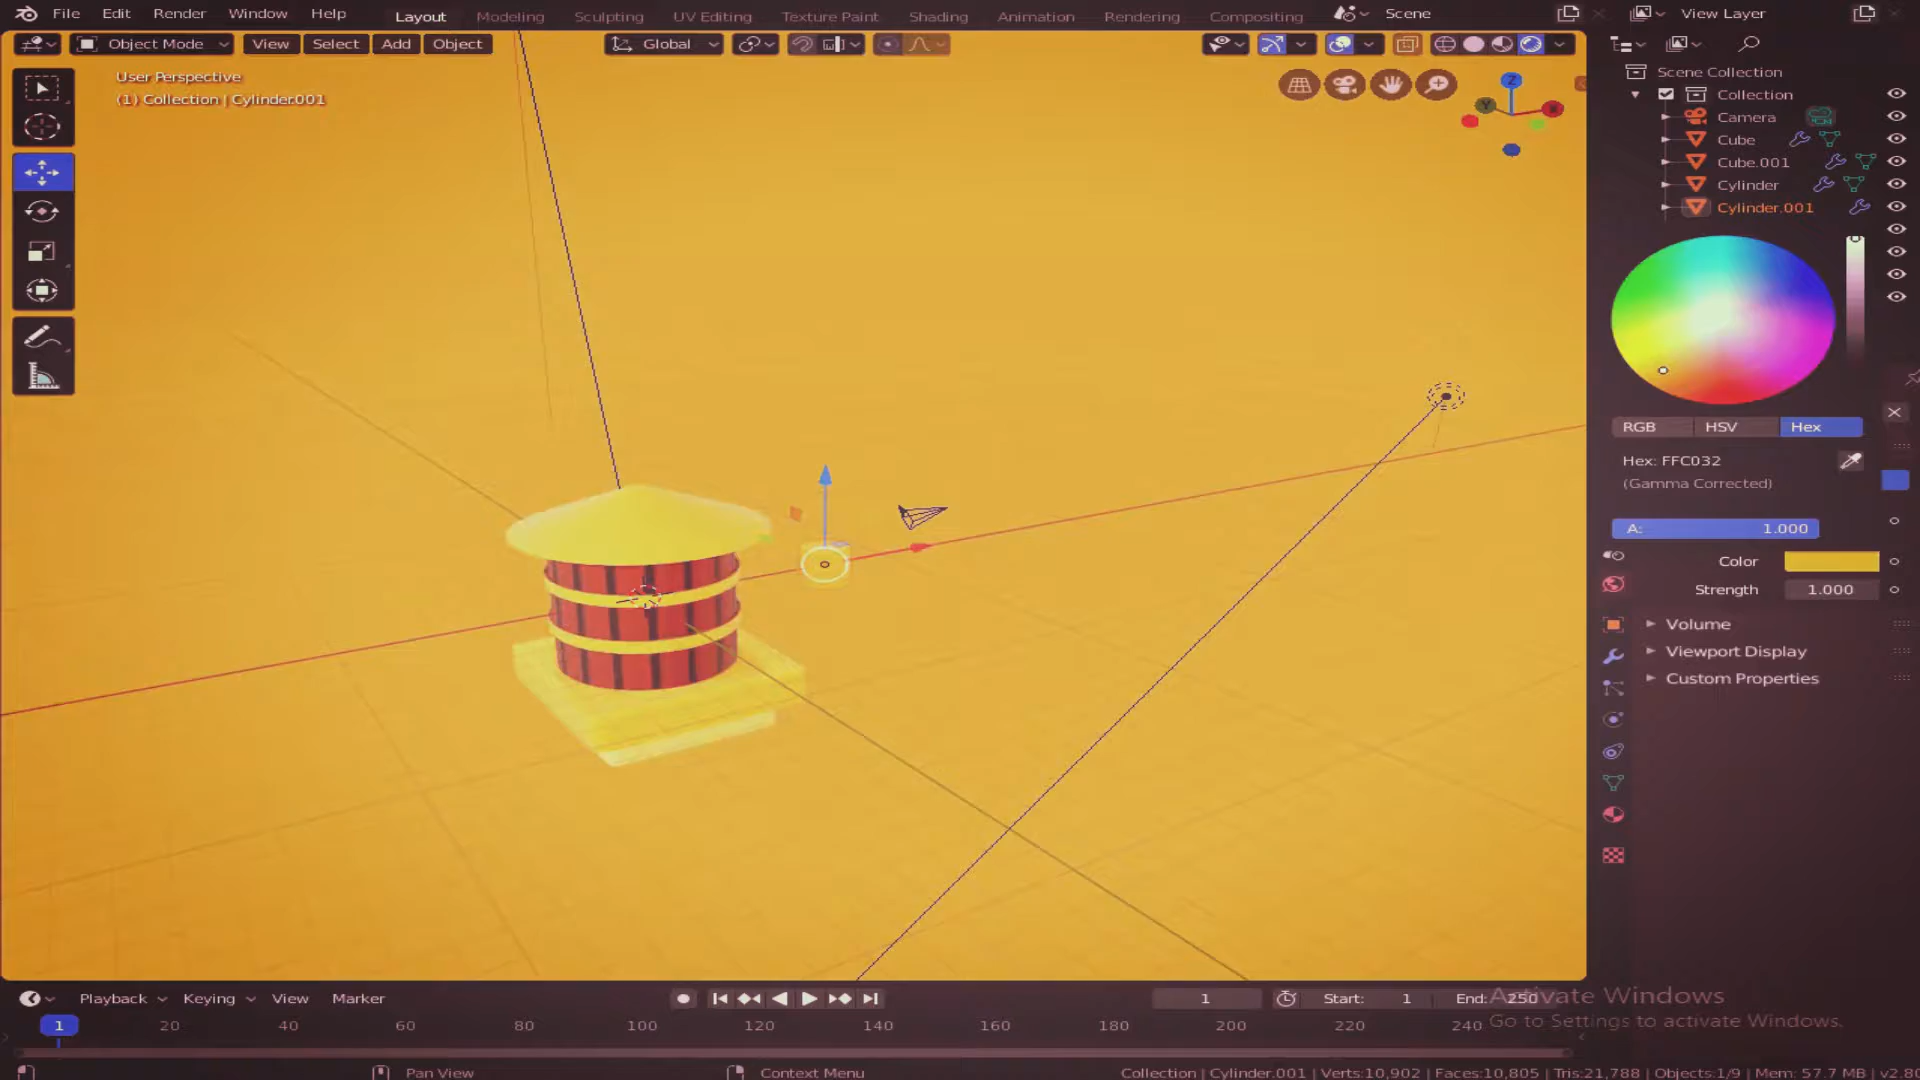 File Edit Render Window Help Layout Modeling Sculpting UV Editing Texture Paint Shading Animation Rendering Compositing Scene View Layer
Object Mode View Select Add Object Global
User Perspective
(1) Collection | Cylinder.001
Z
Y
Scene Collection
Collection
Camera
Cube
Cube.001
Cylinder
Cylinder.001
RGB HSV Hex
Hex: FFC032
(Gamma Corrected)
A: 1.000
Color
Strength 1.000
Volume
Viewport Display
Custom Properties
Playback Keying View Marker 1 Start: 1 End: 250
1 20 40 60 80 100 120 140 160 180 200 220 240
Activate Windows
Go to Settings to activate Windows.
Pan View Context Menu Collection | Cylinder.001 | Verts:10,902 | Faces:10,805 | Tris:21,788 | Objects:1/9 | Mem: 57.7 MB | v2.80